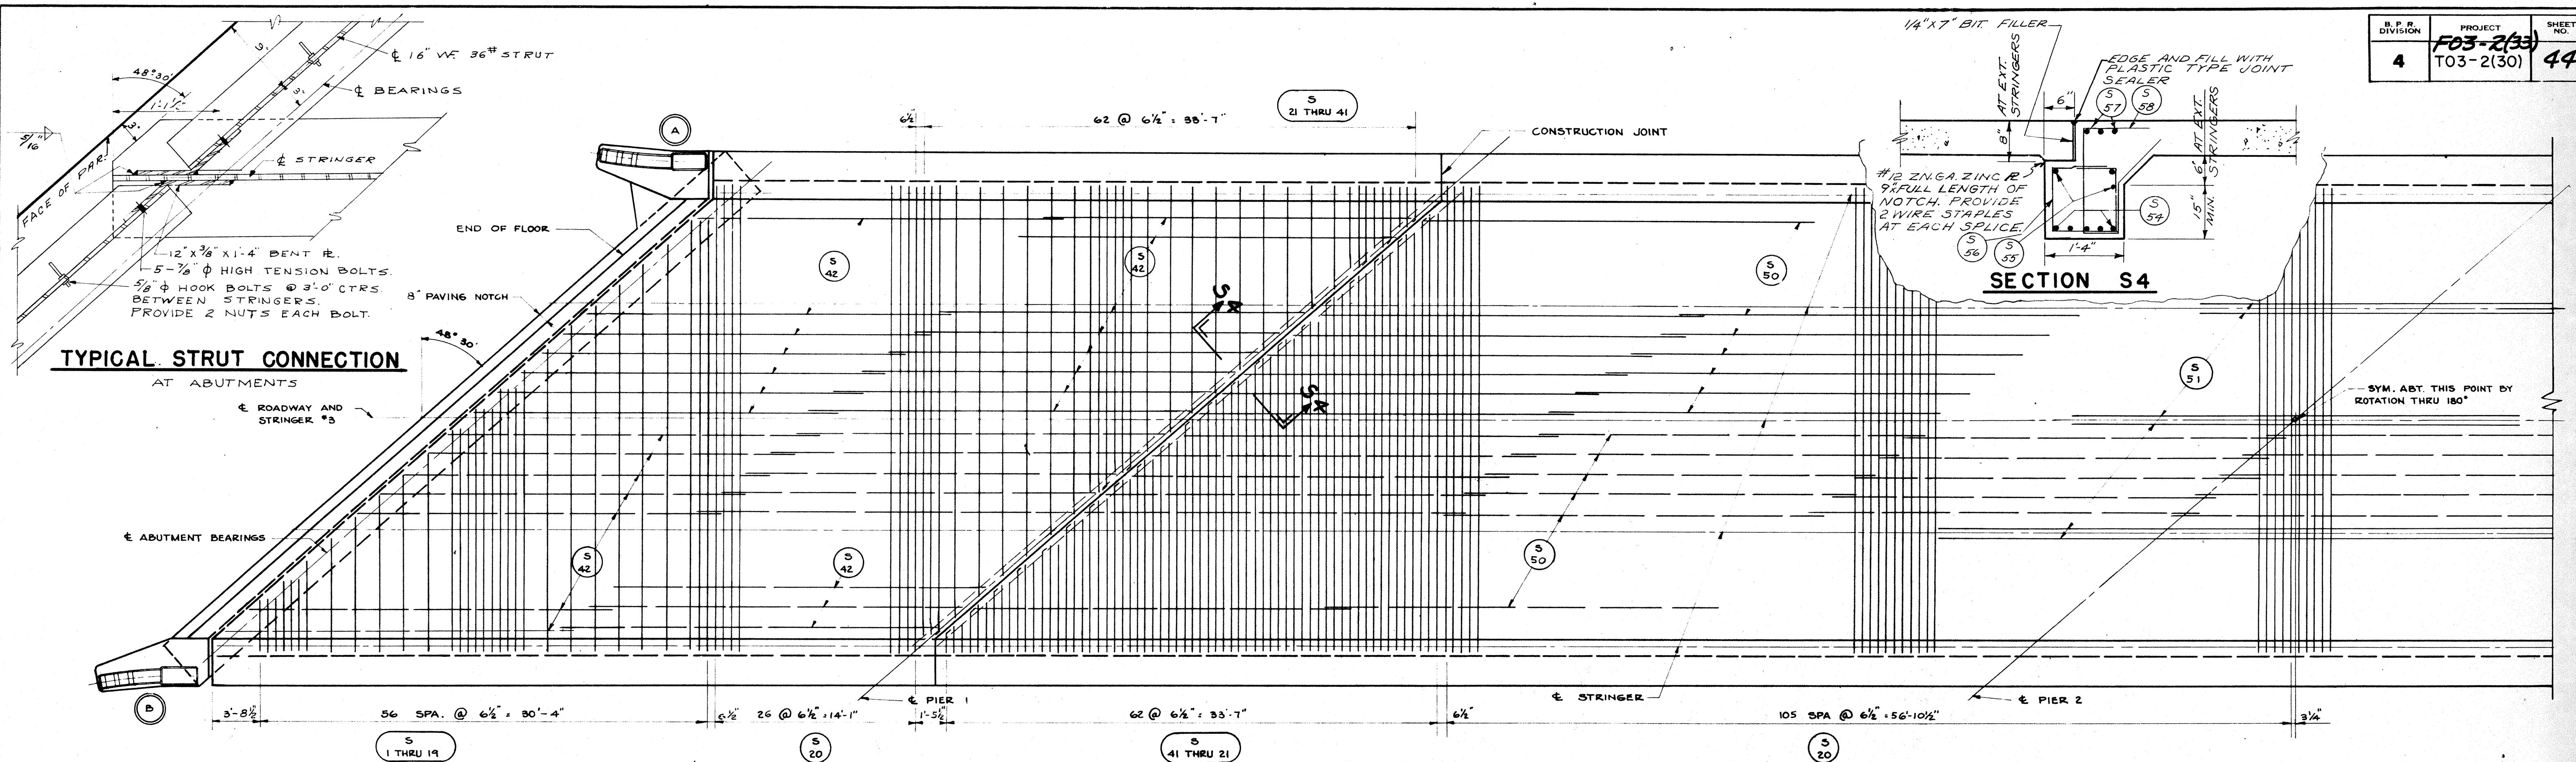 B. P. R. DIVISION
PROJECT
SHEET NO.
4
F03-2(33)
T03-2(30)
44
48°30'
3"
1'-1½"
3"
3"
5/16"
FACE OF PAR.
℄ 16" WF 36# STRUT
℄ BEARINGS
℄ STRINGER
12" X 3/8" X 1'-4" BENT ℄.
5-7/8" ϕ HIGH TENSION BOLTS.
5/8" ϕ HOOK BOLTS @ 3'-0" CTRS.
BETWEEN STRINGERS.
PROVIDE 2 NUTS EACH BOLT.
TYPICAL STRUT CONNECTION
AT ABUTMENTS
A
6½"
62 @ 6½" = 33'-7"
S
21 THRU 41
CONSTRUCTION JOINT
END OF FLOOR
8" PAVING NOTCH
48° 30'
℄ ROADWAY AND
STRINGER #3
℄ ABUTMENT BEARINGS
S
42
S
42
S
42
S
42
S4
S4
S
50
S
50
S
51
SYM. ABT. THIS POINT BY
ROTATION THRU 180°
1/4" X 7" BIT. FILLER
8" AT EXT.
STRINGERS
EDGE AND FILL WITH
PLASTIC TYPE JOINT
SEALER
6"
S
57
S
58
#12 ZN.GA. ZINC ℄
9"x FULL LENGTH OF
NOTCH. PROVIDE
2 WIRE STAPLES
AT EACH SPLICE.
S
56
S
55
S
54
6" AT EXT.
STRINGERS
15"
MIN.
1'-4"
SECTION S4
B
℄ PIER 1
℄ STRINGER
℄ PIER 2
3'-8½"
56 SPA. @ 6½" = 30'-4"
6½"
26 @ 6½" = 14'-1"
1'-5½"
62 @ 6½" = 33'-7"
6½"
105 SPA @ 6½" = 56'-10½"
3¼"
S
1 THRU 19
S
20
S
41 THRU 21
S
20